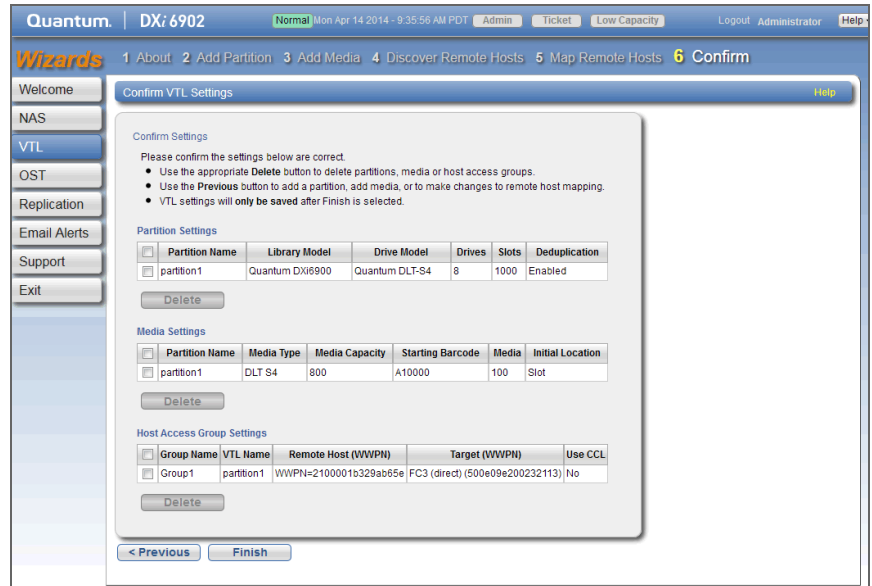 Quantum. DXi 6902 Normal Mon Apr 14 2014 - 9:35:56 AM PDT Admin Ticket Low Capacity Logout Administrator Help
Wizards 1 About 2 Add Partition 3 Add Media 4 Discover Remote Hosts 5 Map Remote Hosts 6 Confirm
Welcome
NAS
VTL
OST
Replication
Email Alerts
Support
Exit
Confirm VTL Settings Help
Confirm Settings
Please confirm the settings below are correct.
• Use the appropriate Delete button to delete partitions, media or host access groups.
• Use the Previous button to add a partition, add media, or to make changes to remote host mapping.
• VTL settings will only be saved after Finish is selected.
Partition Settings
Partition Name Library Model Drive Model Drives Slots Deduplication
partition1 Quantum DXi6900 Quantum DLT-S4 8 1000 Enabled
Delete
Media Settings
Partition Name Media Type Media Capacity Starting Barcode Media Initial Location
partition1 DLT S4 800 A10000 100 Slot
Delete
Host Access Group Settings
Group Name VTL Name Remote Host (WWPN) Target (WWPN) Use CCL
Group1 partition1 WWPN=2100001b329ab65e FC3 (direct) (500e09e200232113) No
Delete
< Previous Finish